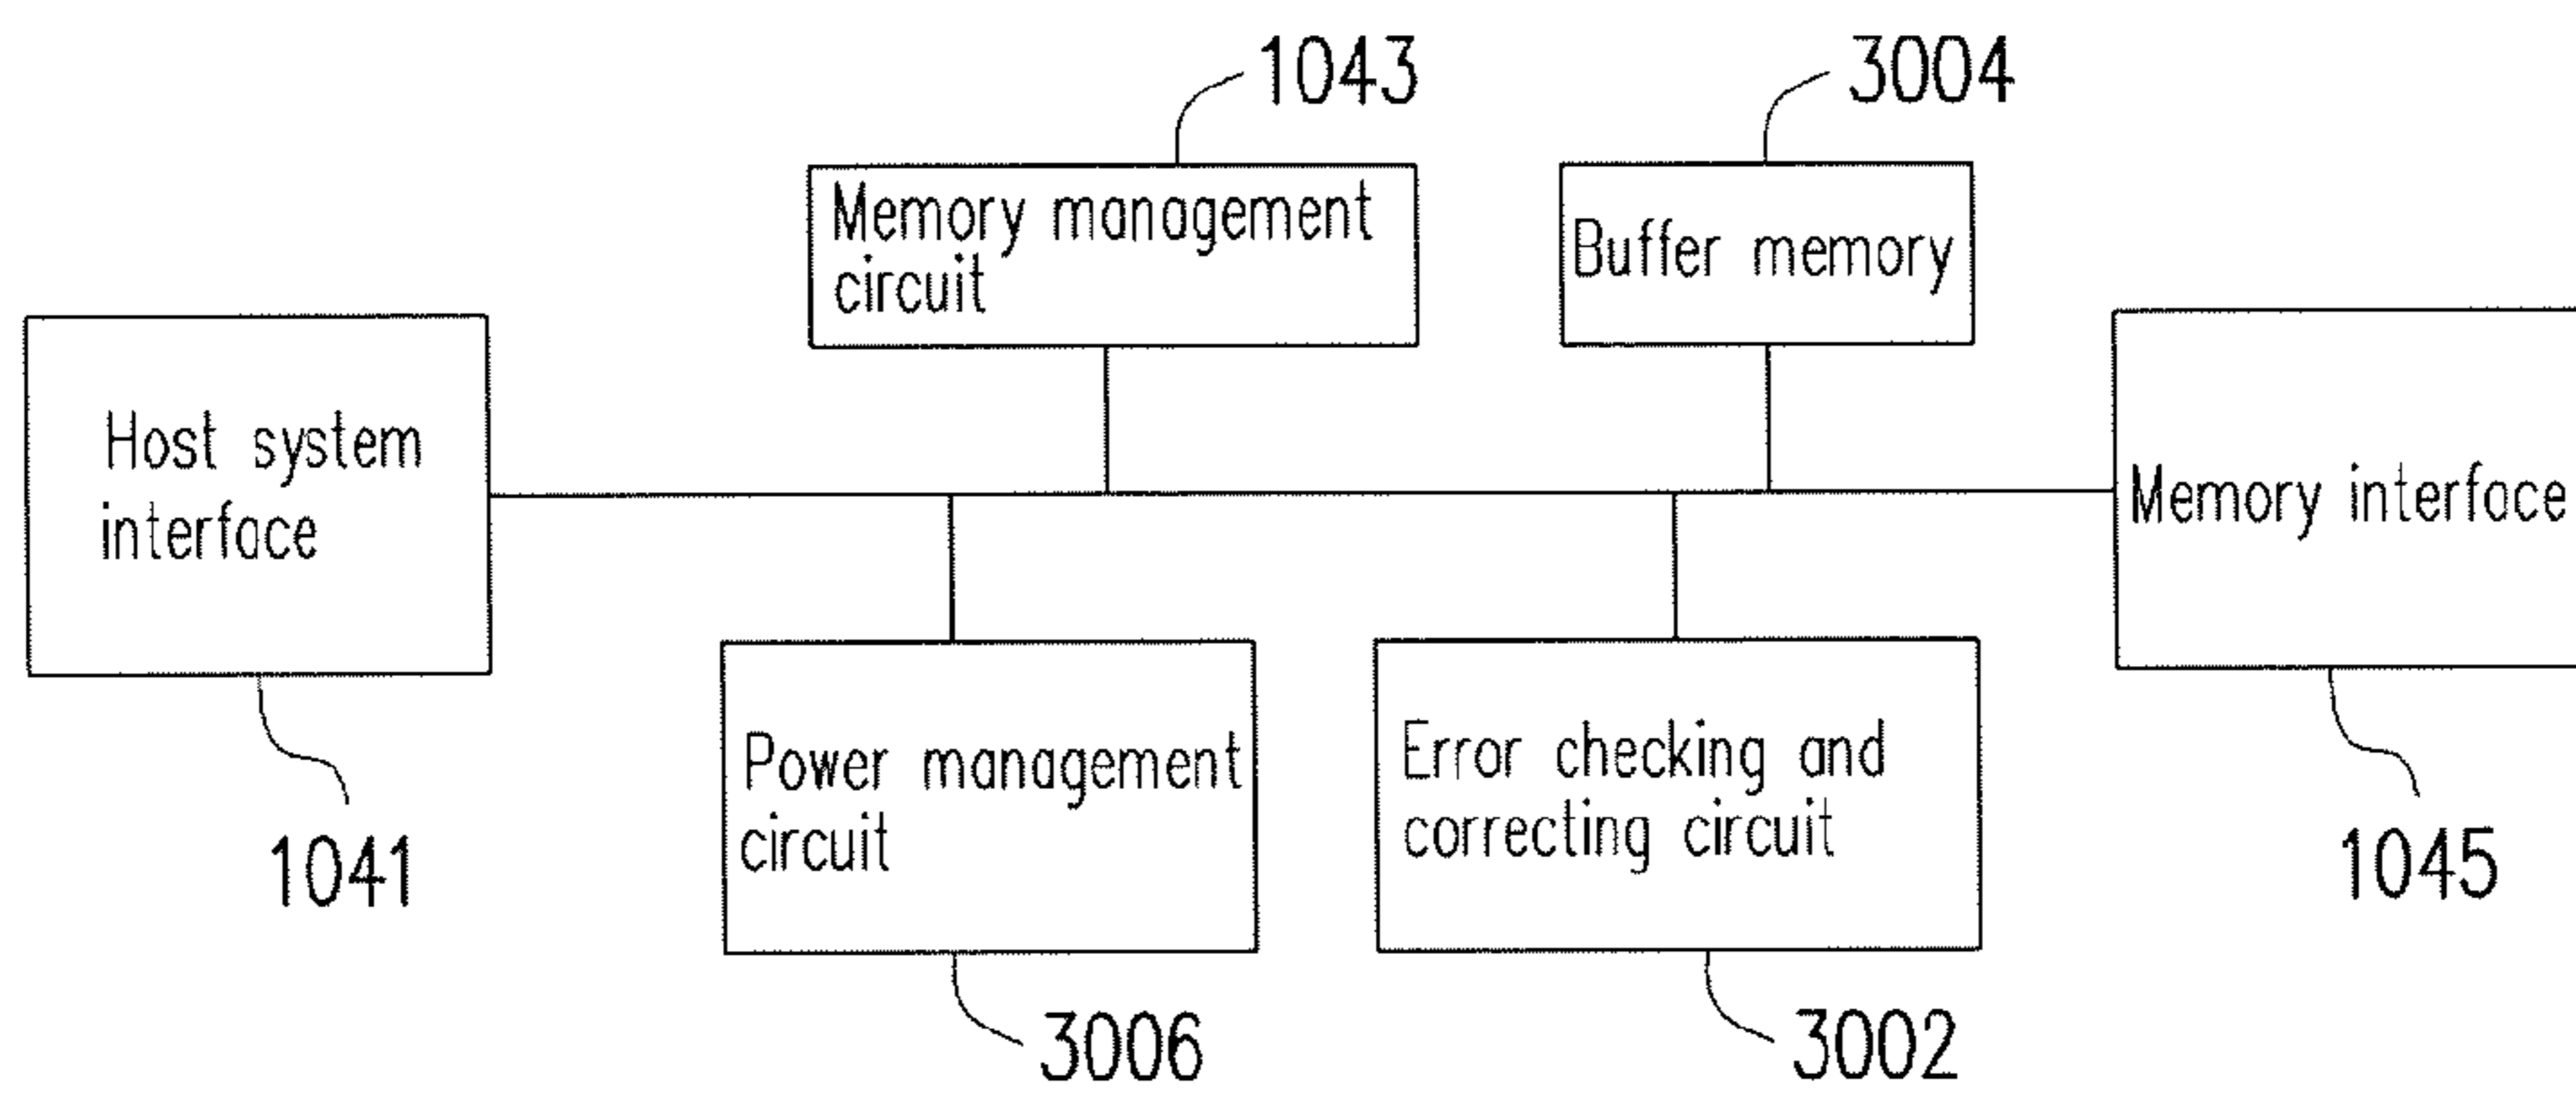 1043
3004
Memory management
circuit
Buffer memory
Host system
interface
Memory interface
Power management
circuit
Error checking and
correcting circuit
1041
1045
3006
3002